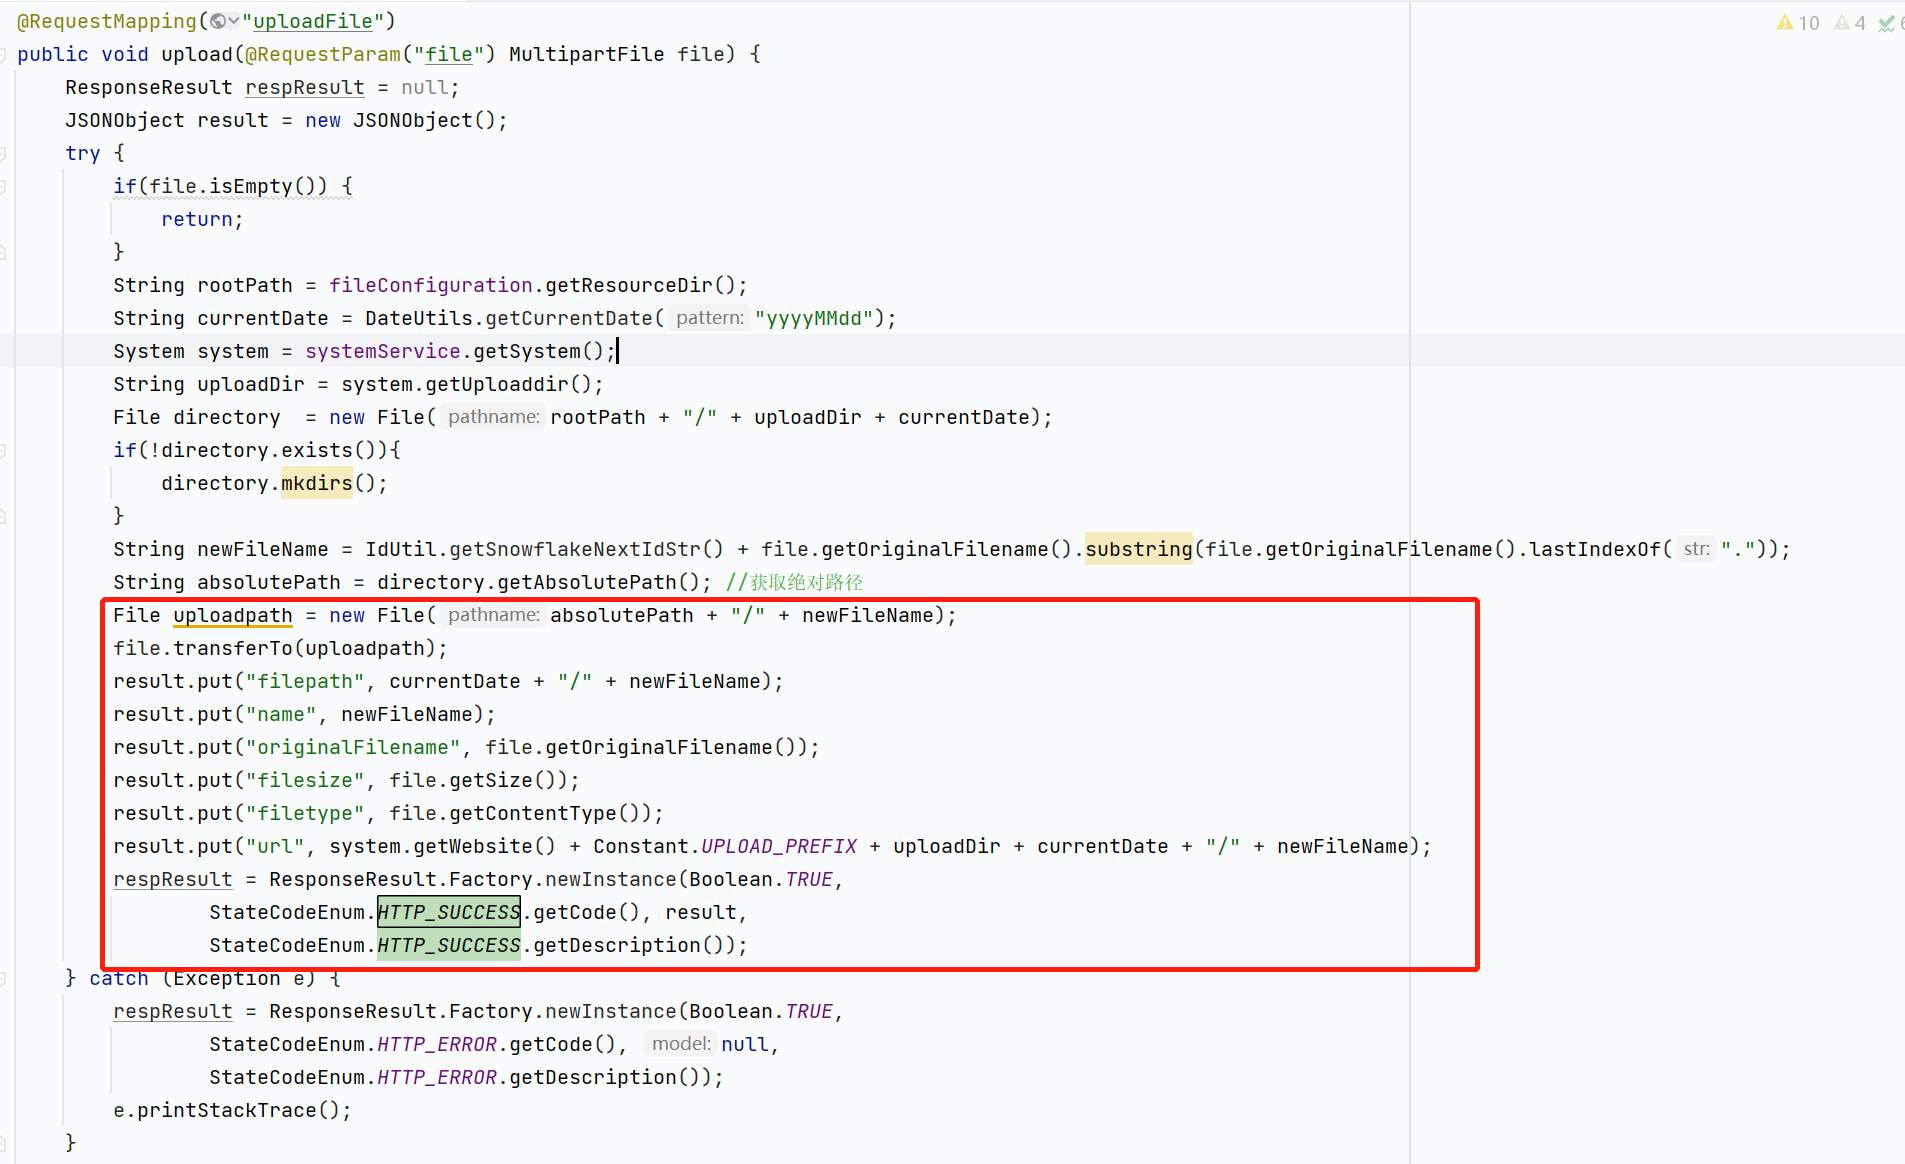 @RequestMapping("uploadFile")
10 4 6
public void upload(@RequestParam("file") MultipartFile file) {
ResponseResult respResult = null;
JSONObject result = new JSONObject();
try {
if(file.isEmpty()) {
return;
}
String rootPath = fileConfiguration.getResourceDir();
String currentDate = DateUtils.getCurrentDate( pattern: "yyyyMMdd");
System system = systemService.getSystem();
String uploadDir = system.getUploaddir();
File directory  = new File( pathname: rootPath + "/" + uploadDir + currentDate);
if(!directory.exists()){
directory.mkdirs();
}
String newFileName = IdUtil.getSnowflakeNextIdStr() + file.getOriginalFilename().substring(file.getOriginalFilename().lastIndexOf( str: "."));
String absolutePath = directory.getAbsolutePath(); //获取绝对路径
File uploadpath = new File( pathname: absolutePath + "/" + newFileName);
file.transferTo(uploadpath);
result.put("filepath", currentDate + "/" + newFileName);
result.put("name", newFileName);
result.put("originalFilename", file.getOriginalFilename());
result.put("filesize", file.getSize());
result.put("filetype", file.getContentType());
result.put("url", system.getWebsite() + Constant.UPLOAD_PREFIX + uploadDir + currentDate + "/" + newFileName);
respResult = ResponseResult.Factory.newInstance(Boolean.TRUE,
StateCodeEnum.HTTP_SUCCESS.getCode(), result,
StateCodeEnum.HTTP_SUCCESS.getDescription());
} catch (Exception e) {
respResult = ResponseResult.Factory.newInstance(Boolean.TRUE,
StateCodeEnum.HTTP_ERROR.getCode(), model: null,
StateCodeEnum.HTTP_ERROR.getDescription());
e.printStackTrace();
}